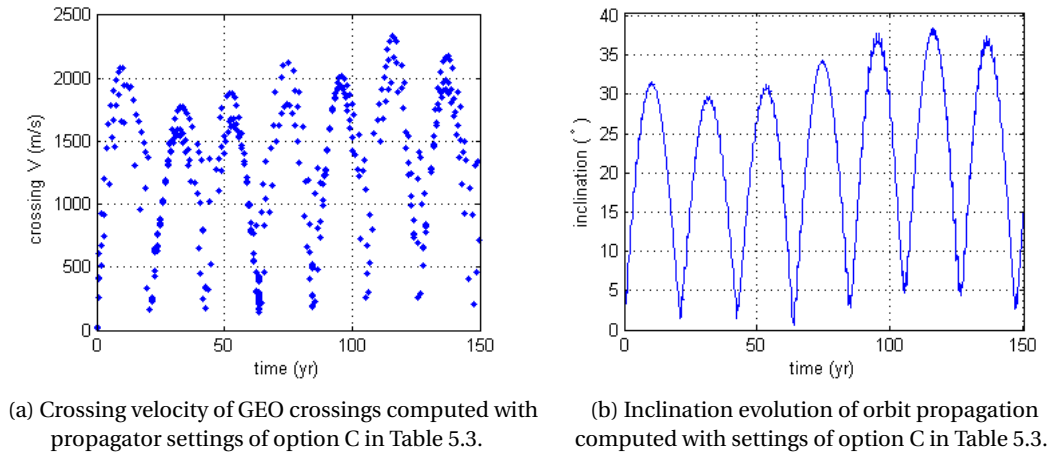 2500
2000
1500
1000
500
0
crossing V (m/s)
0
50
100
150
time (yr)
40
35
30
25
20
15
10
5
0
inclination (°)
0
50
100
150
time (yr)
(a) Crossing velocity of GEO crossings computed with
propagator settings of option C in Table 5.3.
(b) Inclination evolution of orbit propagation
computed with settings of option C in Table 5.3.